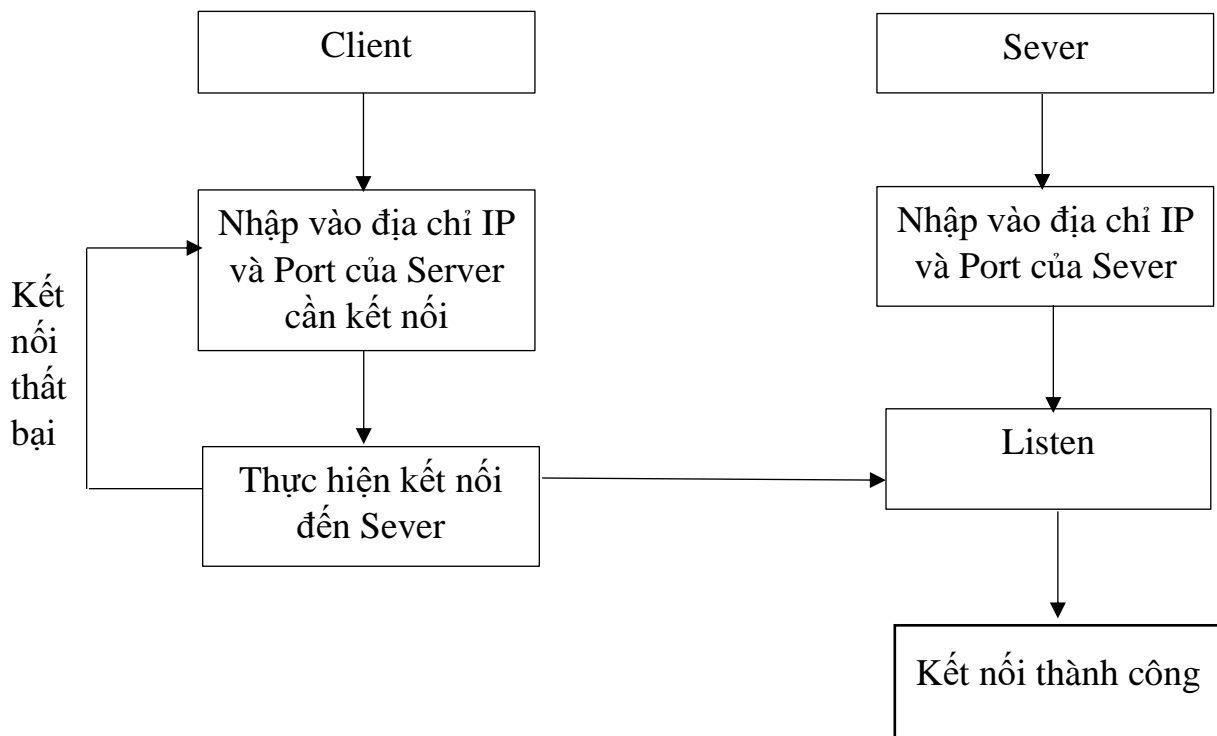 Client
Sever
Nhập vào địa chỉ IP
và Port của Server
cần kết nối
Nhập vào địa chỉ IP
và Port của Sever
Kết
nối
thất
bại
Thực hiện kết nối
đến Sever
Listen
Kết nối thành công